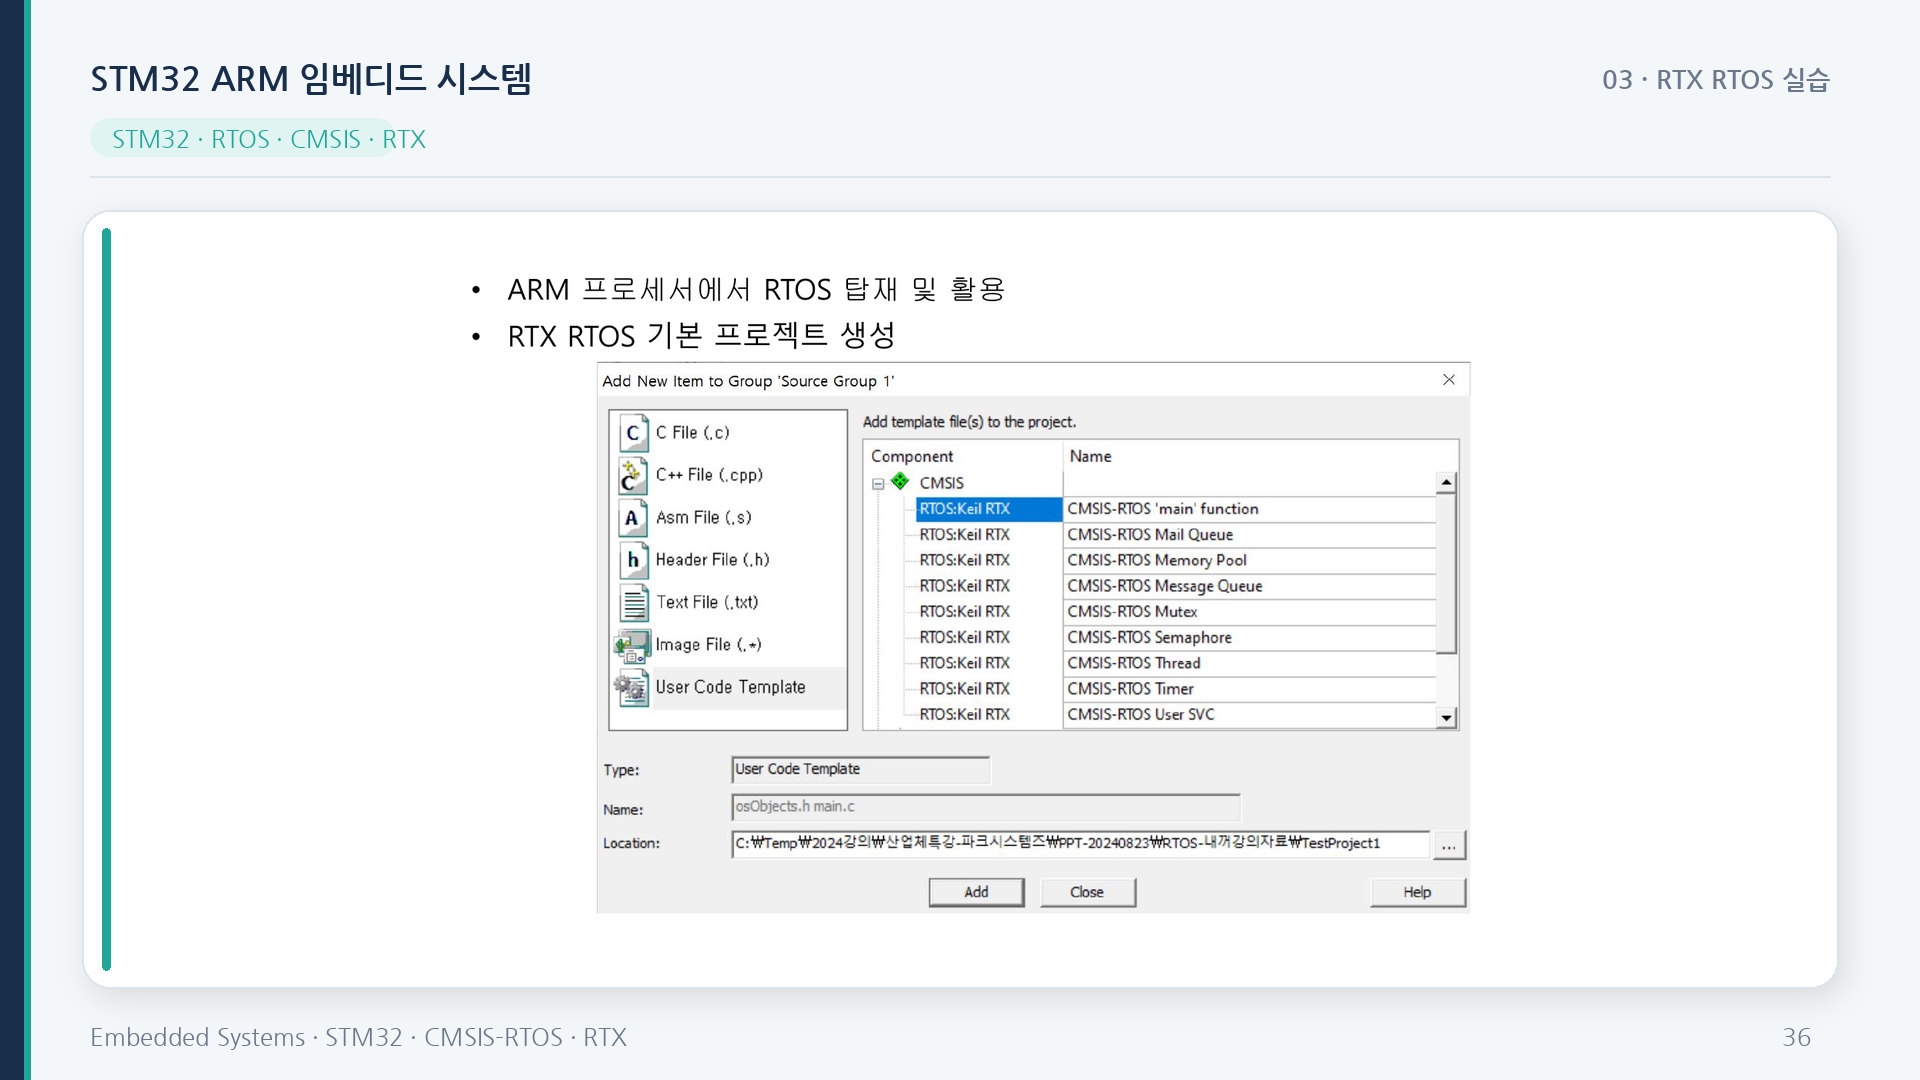 STM32 ARM 임베디드 시스템
03 · RTX RTOS 실습
STM32 · RTOS · CMSIS · RTX
• ARM 프로세서에서 RTOS 탑재 및 활용
• RTX RTOS 기본 프로젝트 생성
Add New Item to Group 'Source Group 1'
C File (.c)
C++ File (.cpp)
Asm File (.s)
Header File (.h)
Text File (.txt)
Image File (.*)
User Code Template
Add template file(s) to the project.
Component Name
CMSIS
RTOS:Keil RTX CMSIS-RTOS 'main' function
RTOS:Keil RTX CMSIS-RTOS Mail Queue
RTOS:Keil RTX CMSIS-RTOS Memory Pool
RTOS:Keil RTX CMSIS-RTOS Message Queue
RTOS:Keil RTX CMSIS-RTOS Mutex
RTOS:Keil RTX CMSIS-RTOS Semaphore
RTOS:Keil RTX CMSIS-RTOS Thread
RTOS:Keil RTX CMSIS-RTOS Timer
RTOS:Keil RTX CMSIS-RTOS User SVC
Type: User Code Template
Name: osObjects.h main.c
Location: C:₩Temp₩2024강의₩산업체특강-파크시스템즈₩PPT-20240823₩RTOS-내꺼강의자료₩TestProject1 ...
Add Close Help
Embedded Systems · STM32 · CMSIS-RTOS · RTX
36